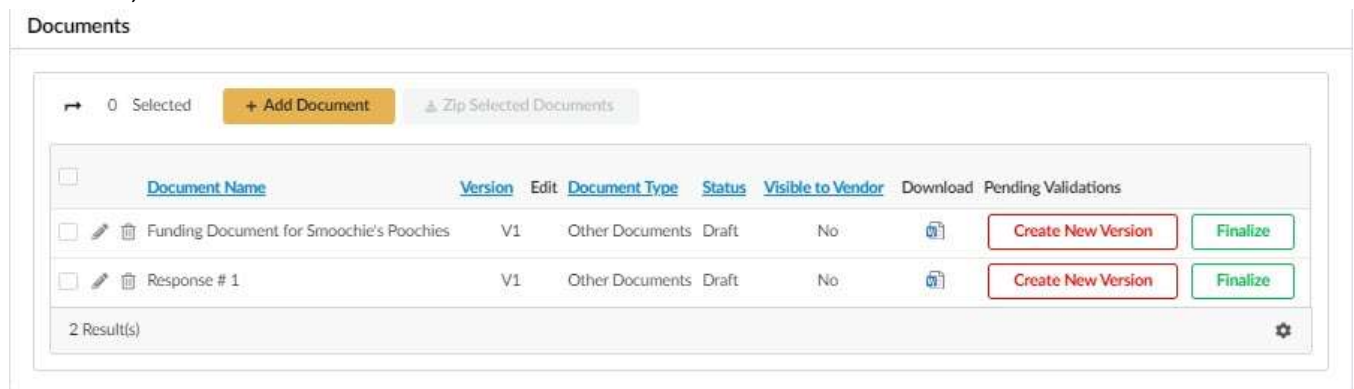 Documents
0 Selected + Add Document Zip Selected Documents
Document Name Version Edit Document Type Status Visible to Vendor Download Pending Validations
Funding Document for Smoochie's Poochies V1 Other Documents Draft No Create New Version Finalize
Response # 1 V1 Other Documents Draft No Create New Version Finalize
2 Result(s)